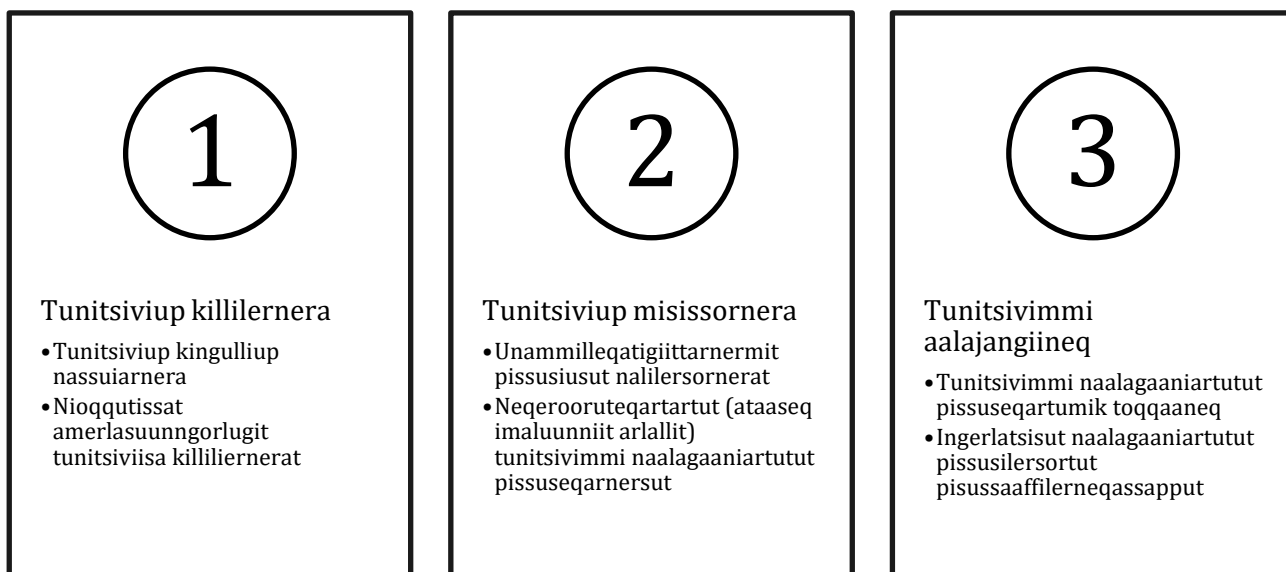 1
Tunitsiviup killilernera
•Tunitsiviup kingulliup
nassuiarnera
•Nioqqutissat
amerlasuunngorlugit
tunitsiviisa killiliernerat
2
Tunitsiviup misissornera
•Unammilleqatigiittarnermit
pissusiusut nalilersornerat
•Neqerooruteqartartut (ataaseq
imaluunniit arlallit)
tunitsivimmi naalagaaniartutut
pissuseqarnersut
3
Tunitsivimmi
aalajangiineq
•Tunitsivimmi naalagaaniartutut
pissuseqartumik toqqaaneq
•Ingerlatsisut naalagaaniartutut
pissusilersortut
pisussaaffilerneqassapput